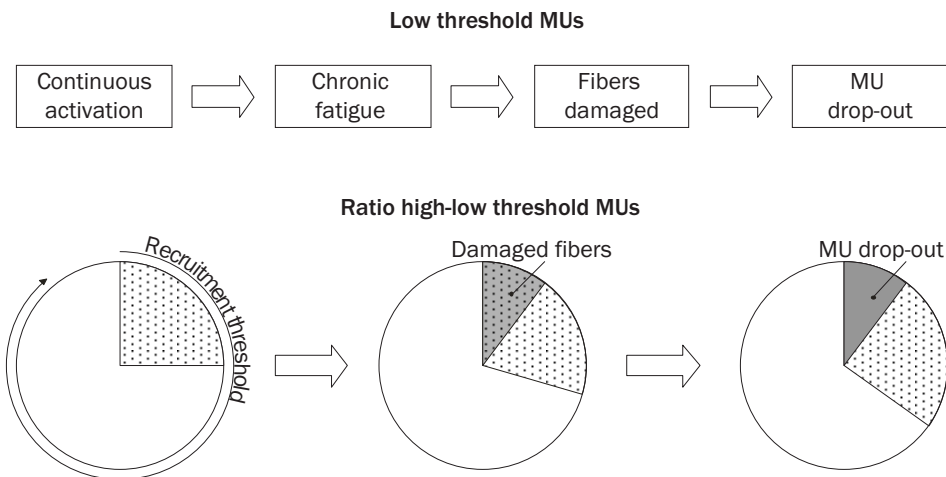 Low threshold MUs
Continuous
activation
Chronic
fatigue
Fibers
damaged
MU
drop-out
Ratio high-low threshold MUs
Recruitment threshold
Damaged fibers
MU drop-out